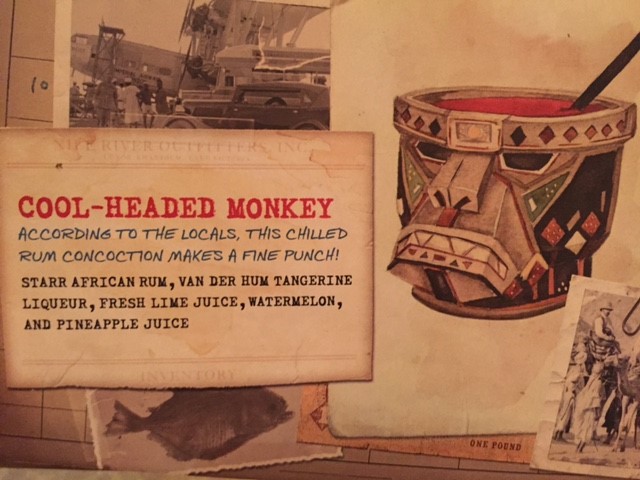 10
NILE RIVER OUTFITTERS, INC.
COOL-HEADED MONKEY
ACCORDING TO THE LOCALS, THIS CHILLED
RUM CONCOCTION MAKES A FINE PUNCH!
STARR AFRICAN RUM, VAN DER HUM TANGERINE
LIQUEUR, FRESH LIME JUICE, WATERMELON,
AND PINEAPPLE JUICE
INVENTORY
ONE POUND